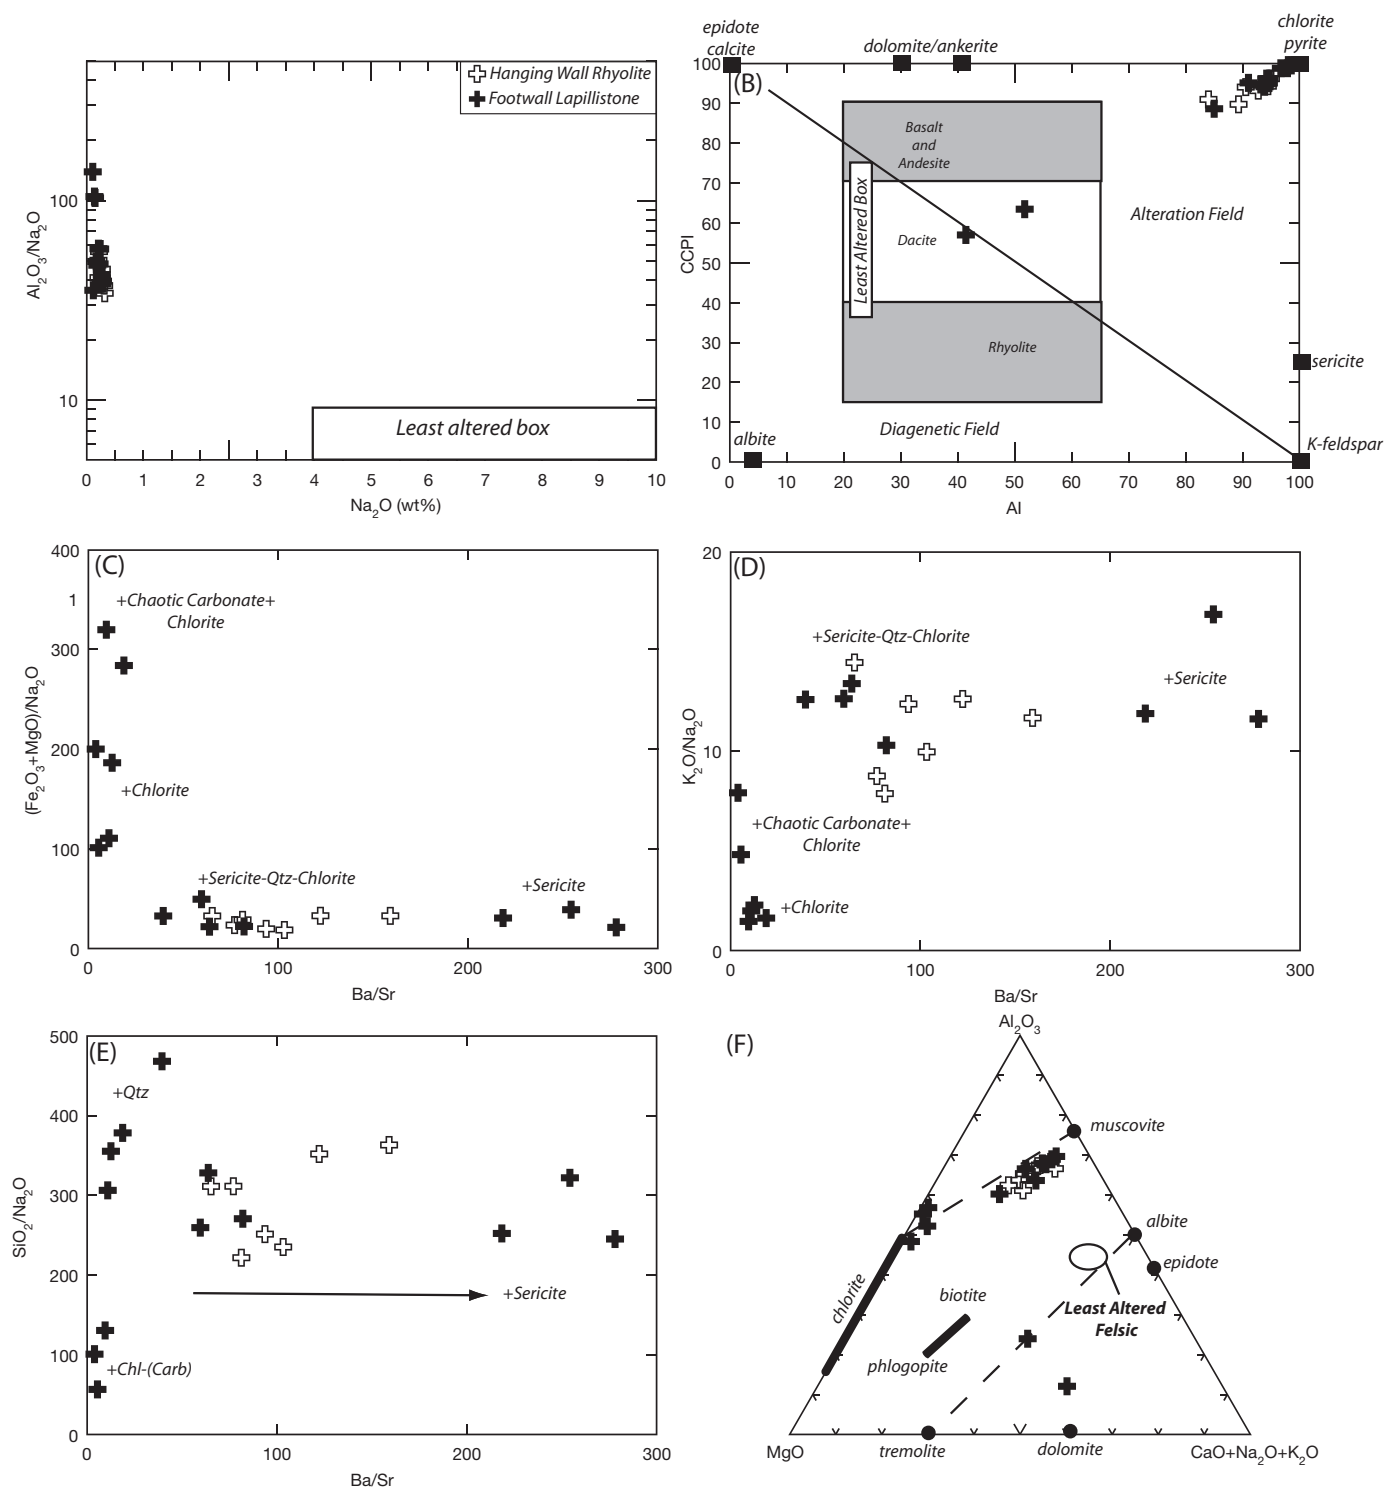 Hanging Wall Rhyolite
Footwall Lapillistone
100
10
Al2O3/Na2O
Least altered box
0 1 2 3 4 5 6 7 8 9 10
Na2O (wt%)
epidote
calcite
dolomite/ankerite
chlorite
pyrite
(B)
100
90
80
70
60
50
40
30
20
10
0
CCPI
Basalt
and
Andesite
Least Altered Box
Dacite
Alteration Field
Rhyolite
sericite
Diagenetic Field
albite
K-feldspar
0 10 20 30 40 50 60 70 80 90 100
AI
(C)
400
1
300
200
100
0
(Fe2O3+MgO)/Na2O
+Chaotic Carbonate+
Chlorite
+Chlorite
+Sericite-Qtz-Chlorite
+Sericite
0 100 200 300
Ba/Sr
(D)
20
10
0
K2O/Na2O
+Sericite-Qtz-Chlorite
+Sericite
+Chaotic Carbonate+
Chlorite
+Chlorite
0 100 200 300
Ba/Sr
(E)
500
400
300
200
100
0
SiO2/Na2O
+Qtz
+Sericite
+Chl-(Carb)
0 100 200 300
Ba/Sr
(F)
Al2O3
muscovite
albite
epidote
Least Altered
Felsic
chlorite
biotite
phlogopite
tremolite
dolomite
MgO
CaO+Na2O+K2O